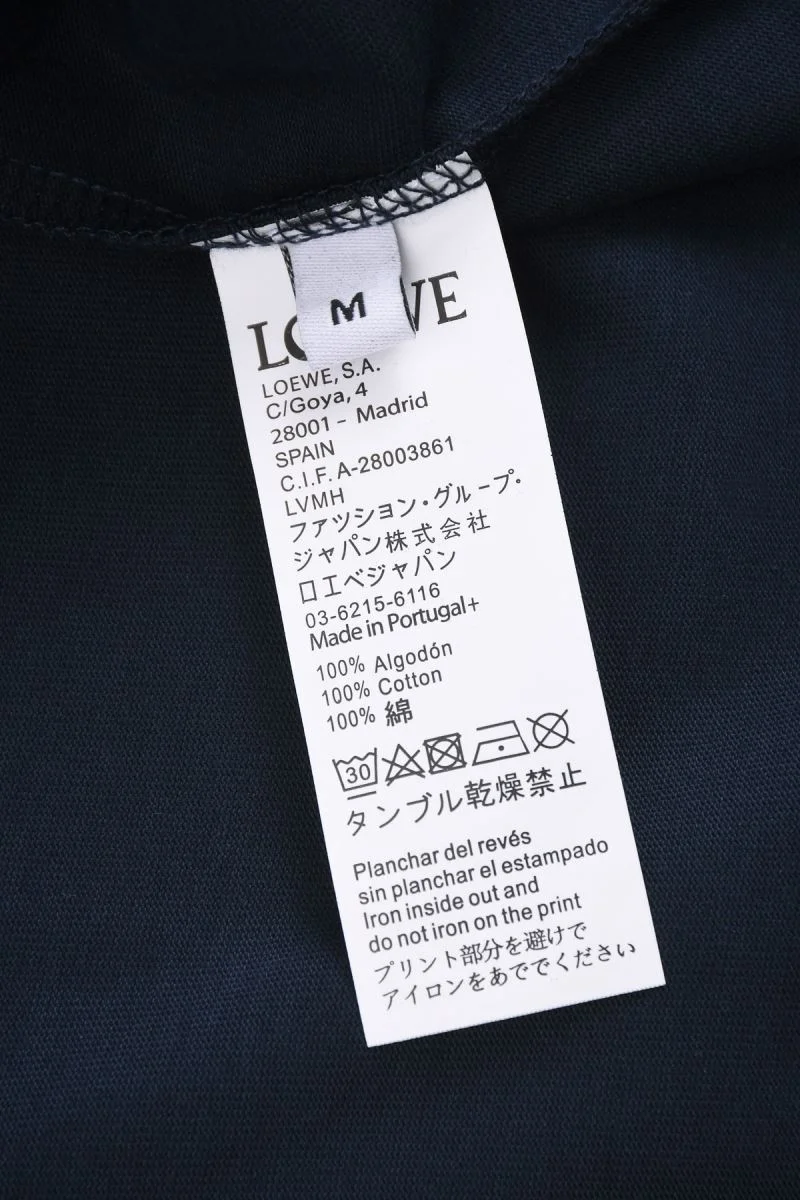 LOEWE
M
LOEWE, S.A.
C/Goya, 4
28001 - Madrid
SPAIN
C.I.F. A-28003861
LVMH
ファツション・グループ・
ジャパン株式会社
ロエベジャパン
03-6215-6116
Made in Portugal+
100% Algodón
100% Cotton
100% 綿
30
タンブル乾燥禁止
Planchar del revés
sin planchar el estampado
Iron inside out and
do not iron on the print
プリント部分を避けで
アイロンをあででください